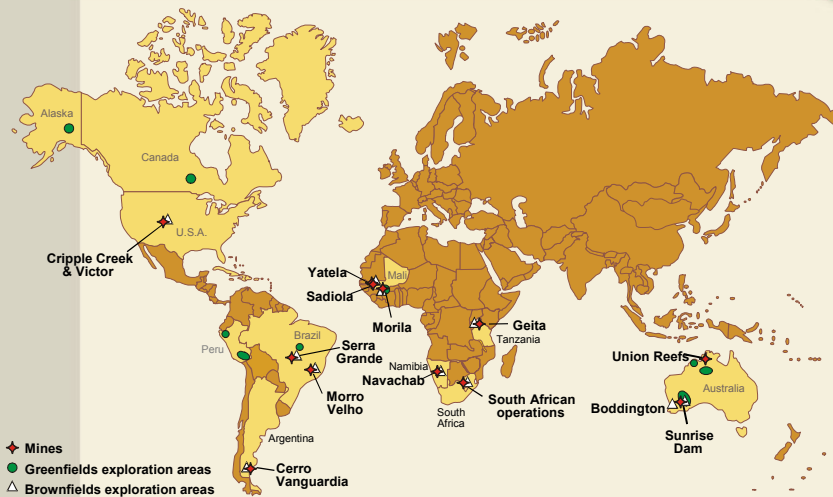 Alaska
Canada
U.S.A.
Cripple Creek
& Victor
Yatela
Mali
Sadiola
Morila
Geita
Tanzania
Peru
Brazil
Serra
Grande
Namibia
Navachab
Morro
Velho
South African
operations
South
Africa
Union Reefs
Australia
Boddington
Sunrise
Dam
Argentina
Cerro
Vanguardia
Mines
Greenfields exploration areas
Brownfields exploration areas